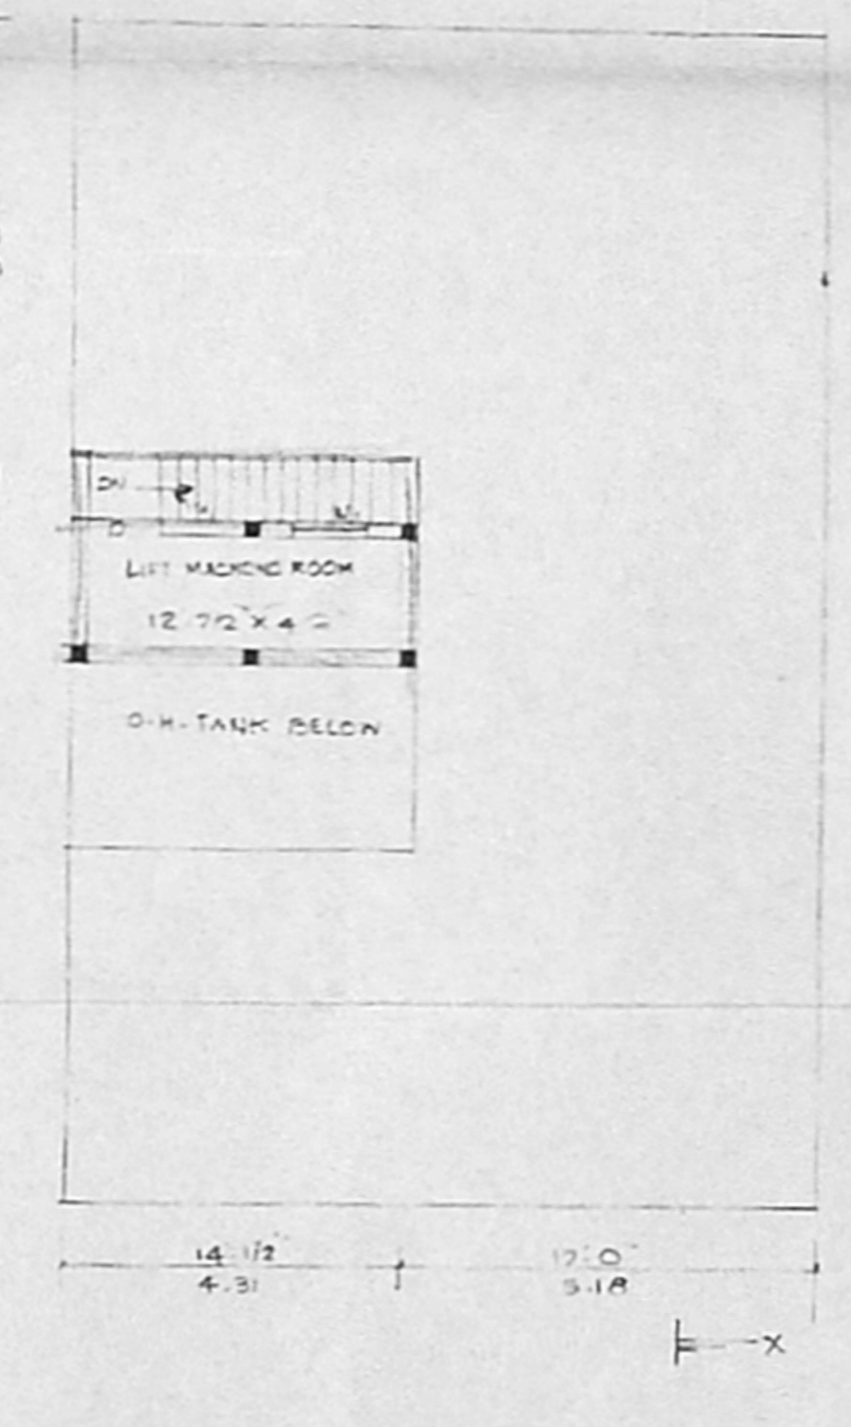 DN
LIFT MACHINE ROOM
O-H-TANK BELOW
14' 1/2" 17'-0"
4.31 5.18
X